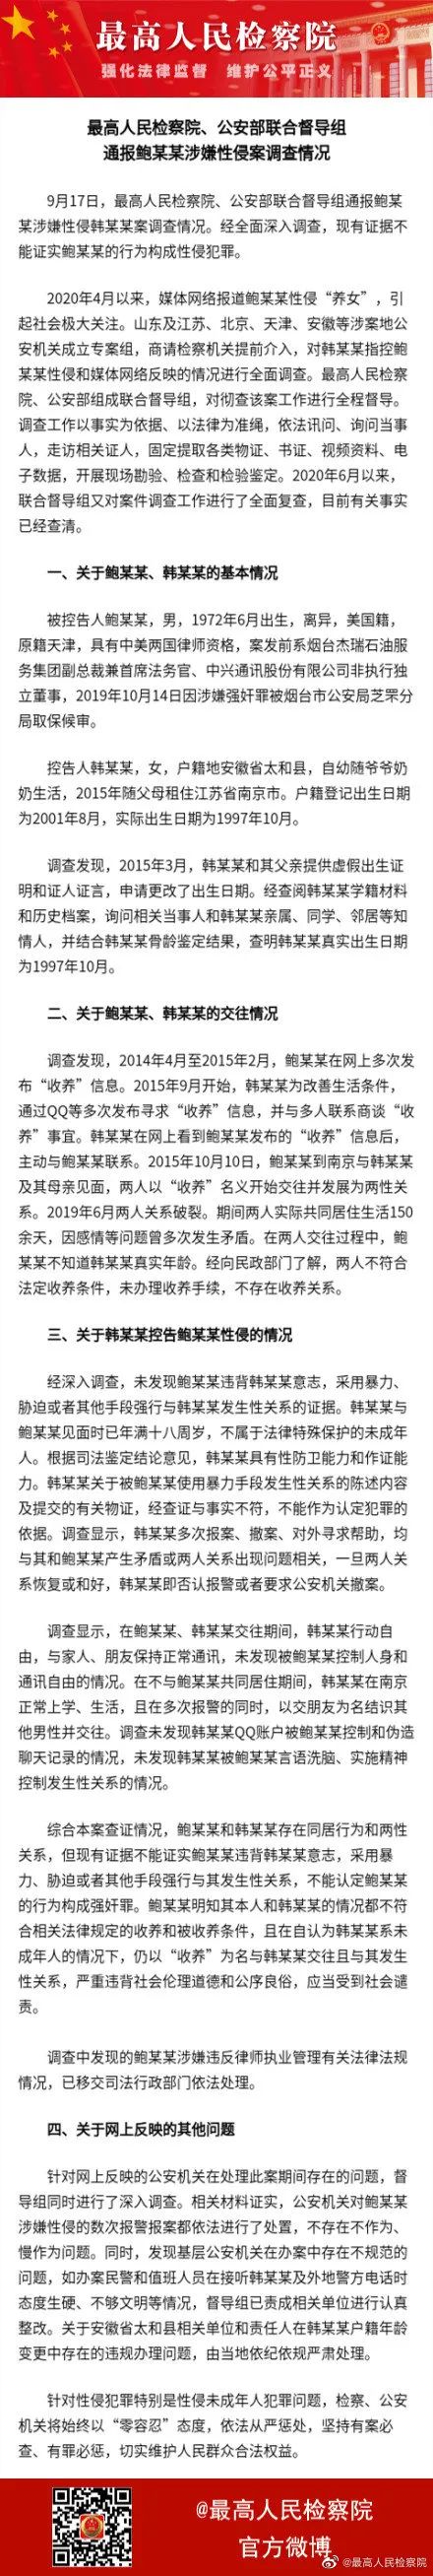 最高人民检察院
强化法律监督 维护公平正义
最高人民检察院、公安部联合督导组
通报鲍某某涉嫌性侵案调查情况
9月17日，最高人民检察院、公安部联合督导组通报鲍某
某涉嫌性侵韩某某案调查情况。经全面深入调查，现有证据不
能证实鲍某某的行为构成性侵犯罪。
2020年4月以来，媒体网络报道鲍某某性侵“养女”，引
起社会极大关注。山东及江苏、北京、天津、安徽等涉案地公
安机关成立专案组，商请检察机关提前介入，对韩某某指控鲍
某某性侵和媒体网络反映的情况进行全面调查。最高人民检察
院、公安部组成联合督导组，对彻查该案工作进行全程督导。
调查工作以事实为依据、以法律为准绳，依法讯问、询问当事
人，走访相关证人，固定提取各类物证、书证、视频资料、电
子数据，开展现场勘验、检查和检验鉴定。2020年6月以来，
联合督导组又对案件调查工作进行了全面复查，目前有关事实
已经查清。
一、关于鲍某某、韩某某的基本情况
被控告人鲍某某，男，1972年6月出生，离异，美国籍，
原籍天津，具有中美两国律师资格，案发前系烟台杰瑞石油服
务集团副总裁兼首席法务官、中兴通讯股份有限公司非执行独
立董事，2019年10月14日因涉嫌强奸罪被烟台市公安局芝罘分
局取保候审。
控告人韩某某，女，户籍地安徽省太和县，自幼随爷爷奶
奶生活，2015年随父母租住江苏省南京市。户籍登记出生日期
为2001年8月，实际出生日期为1997年10月。
调查发现，2015年3月，韩某某和其父亲提供虚假出生证
明和证人证言，申请更改了出生日期。经查阅韩某某学籍材料
和历史档案，询问相关当事人和韩某某亲属、同学、邻居等知
情人，并结合韩某某骨龄鉴定结果，查明韩某某真实出生日期
为1997年10月。
二、关于鲍某某、韩某某的交往情况
调查发现，2014年4月至2015年2月，鲍某某在网上多次发
布“收养”信息。2015年9月开始，韩某某为改善生活条件，
通过QQ等多次发布寻求“收养”信息，并与多人联系商谈“收
养”事宜。韩某某在网上看到鲍某某发布的“收养”信息后，
主动与鲍某某联系。2015年10月10日，鲍某某到南京与韩某某
及其母亲见面，两人以“收养”名义开始交往并发展为两性关
系。2019年6月两人关系破裂。期间两人实际共同居住生活150
余天，因感情等问题曾多次发生矛盾。在两人交往过程中，鲍
某某不知道韩某某真实年龄。经向民政部门了解，两人不符合
法定收养条件，未办理收养手续，不存在收养关系。
三、关于韩某某控告鲍某某性侵的情况
经深入调查，未发现鲍某某违背韩某某意志，采用暴力、
胁迫或者其他手段强行与韩某某发生性关系的证据。韩某某与
鲍某某见面时已年满十八周岁，不属于法律特殊保护的未成年
人。根据司法鉴定结论意见，韩某某具有性防卫能力和作证能
力。韩某某关于被鲍某某使用暴力手段发生性关系的陈述内容
及提交的有关物证，经查证与事实不符，不能作为认定犯罪的
依据。调查显示，韩某某多次报案、撤案、对外寻求帮助，均
与其和鲍某某产生矛盾或两人关系出现问题相关，一旦两人关
系恢复或和好，韩某某即否认报警或者要求公安机关撤案。
调查显示，在鲍某某、韩某某交往期间，韩某某行动自
由，与家人、朋友保持正常通讯，未发现被鲍某某控制人身和
通讯自由的情况。在不与鲍某某共同居住期间，韩某某在南京
正常上学、生活，且在多次报警的同时，以交朋友为名结识其
他男性并交往。调查未发现韩某某QQ账户被鲍某某控制和伪造
聊天记录的情况，未发现韩某某被鲍某某言语洗脑、实施精神
控制发生性关系的情况。
综合本案查证情况，鲍某某和韩某某存在同居行为和两性
关系，但现有证据不能证实鲍某某违背韩某某意志，采用暴
力、胁迫或者其他手段强行与其发生性关系，不能认定鲍某某
的行为构成强奸罪。鲍某某明知其本人和韩某某的情况都不符
合相关法律规定的收养和被收养条件，且在自认为韩某某系未
成年人的情况下，仍以“收养”为名与韩某某交往且与其发生
性关系，严重违背社会伦理道德和公序良俗，应当受到社会谴
责。
调查中发现的鲍某某涉嫌违反律师执业管理有关法律法规
情况，已移交司法行政部门依法处理。
四、关于网上反映的其他问题
针对网上反映的公安机关在处理此案期间存在的问题，督
导组同时进行了深入调查。相关材料证实，公安机关对鲍某某
涉嫌性侵的数次报警报案都依法进行了处置，不存在不作为、
慢作为问题。同时，发现基层公安机关在办案中存在不规范的
问题，如办案民警和值班人员在接听韩某某及外地警方电话时
态度生硬、不够文明等情况，督导组已责成相关单位进行认真
整改。关于安徽省太和县相关单位和责任人在韩某某户籍年龄
变更中存在的违规办理问题，由当地依纪依规严肃处理。
针对性侵犯罪特别是性侵未成年人犯罪问题，检察、公安
机关将始终以“零容忍”态度，依法从严惩处，坚持有案必
查、有罪必惩，切实维护人民群众合法权益。
@最高人民检察院
官方微博
@最高人民检察院